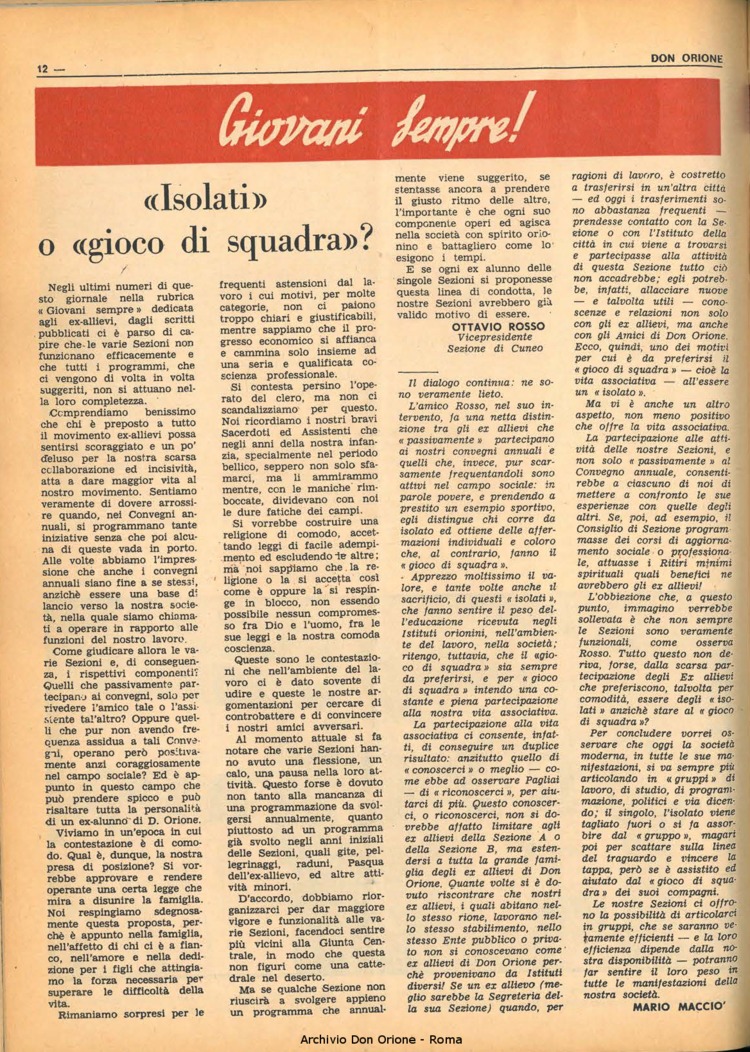 12 —
DON ORIONE
Giovani Sempre!
«Isolati»
o «gioco di squadra»?
Negli ultimi numeri di que-
sto giornale nella rubrica
« Giovani sempre » dedicata
agli ex-allievi, dagli scritti
pubblicati ci è parso di ca-
pire che le varie Sezioni non
funzionano efficacemente e
che tutti i programmi, che
ci vengono di volta in volta
suggeriti, non si attuano nel-
la loro completezza.
Comprendiamo benissimo
che chi è preposto a tutto
il movimento ex-allievi possa
sentirsi scoraggiato e un po'
deluso per la nostra scarsa
collaborazione ed incisività,
atta a dare maggior vita al
nostro movimento. Sentiamo
veramente di dovere arrossi-
re quando, nei Convegni an-
nuali, si programmano tante
iniziative senza che poi alcu-
na di queste vada in porto.
Alle volte abbiamo l'impres-
sione che anche i convegni
annuali siano fine a se stessi,
anzichè essere una base di
lancio verso la nostra socie-
tà, nella quale siamo chiama-
ti a operare in rapporto alle
funzioni del nostro lavoro.
Come giudicare allora le va-
rie Sezioni e, di conseguen-
za, i rispettivi componenti?
Quelli che passivamente par-
tecipano ai convegni, solo per
rivedere l'amico tale o l'assi-
stente tal'altro? Oppure quel-
li che pur non avendo fre-
quenza assidua a tali Conve-
gni, operano però positiva-
mente anzi coraggiosamente
nel campo sociale? Ed è ap-
punto in questo campo che
può prendere spicco e può
risaltare tutta la personalità
di un ex-alunno di D. Orione.
Viviamo in un'epoca in cui
la contestazione è di como-
do. Qual è, dunque, la nostra
presa di posizione? Si vor-
rebbe approvare e rendere
operante una certa legge che
mira a disunire la famiglia.
Noi respingiamo sdegnosa-
mente questa proposta, per-
chè è appunto nella famiglia,
nell'affetto di chi ci è a fian-
co, nell'amore e nella dedi-
zione per i figli che attingia-
mo la forza necessaria per
superare le difficoltà della
vita.
Rimaniamo sorpresi per le
frequenti astensioni dal la-
voro i cui motivi, per molte
categorie, non ci paiono
troppo chiari e giustificabili,
mentre sappiamo che il pro-
gresso economico si affianca
e cammina solo insieme ad
una seria e qualificata co-
scienza professionale.
Si contesta persino l'ope-
rato del clero, ma non ci
scandalizziamo per questo.
Noi ricordiamo i nostri bravi
Sacerdoti ed Assistenti che
negli anni della nostra infan-
zia, specialmente nel periodo
bellico, seppero non solo sfa-
marci, ma li ammirammo
mentre, con le maniche rim-
boccate, dividevano con noi
le dure fatiche dei campi.
Si vorrebbe costruire una
religione di comodo, accet-
tando leggi di facile adempi-
mento ed escludendo le altre;
ma noi sappiamo che la re-
ligione o la si accetta così
come è oppure la si respin-
ge in blocco, non essendo
possibile nessun compromes-
so fra Dio e l'uomo, fra le
sue leggi e la nostra comoda
coscienza.
Queste sono le contestazio-
ni che nell'ambiente del la-
voro ci è dato sovente di
udire e queste le nostre ar-
gomentazioni per cercare di
controbattere e di convincere
i nostri amici avversari.
Al momento attuale si fa
notare che varie Sezioni han-
no avuto una flessione, un
calo, una pausa nella loro at-
tività. Questo forse è dovuto
non tanto alla mancanza di
una programmazione da svol-
gersi annualmente, quanto
piuttosto ad un programma
già svolto negli anni iniziali
delle Sezioni, quali gite, pel-
legrinaggi, raduni, Pasqua
dell'ex-allievo, ed altre atti-
vità minori.
D'accordo, dobbiamo rior-
ganizzarci per dar maggiore
vigore e funzionalità alle va-
rie Sezioni, facendoci sentire
più vicini alla Giunta Cen-
trale, in modo che questa
non figuri come una catte-
drale nel deserto.
Ma se qualche Sezione non
riuscirà a svolgere appieno
un programma che annual-
mente viene suggerito, se
stentasse ancora a prendere
il giusto ritmo delle altre,
l'importante è che ogni suo
componente operi ed agisca
nella società con spirito orio-
nino e battagliero come lo
esigono i tempi.
E se ogni ex alunno delle
singole Sezioni si proponesse
questa linea di condotta, le
nostre Sezioni avrebbero già
valido motivo di essere.
OTTAVIO ROSSO
Vicepresidente
Sezione di Cuneo
Il dialogo continua: ne so-
no veramente lieto.
L'amico Rosso, nel suo in-
tervento, fa una netta distin-
zione tra gli ex allievi che
« passivamente » partecipano
ai nostri convegni annuali e
quelli che, invece, pur scar-
samente frequentandoli sono
attivi nel campo sociale: in
parole povere, e prendendo a
prestito un esempio sportivo,
egli distingue chi corre da
isolato ed ottiene delle affer-
mazioni individuali e coloro
che, al contrario, fanno il
« gioco di squadra ».
Apprezzo moltissimo il va-
lore, e tante volte anche il
sacrificio, di questi « isolati »,
che fanno sentire il peso del-
l'educazione ricevuta negli
Istituti orionini, nell'ambien-
te del lavoro, nella società;
ritengo, tuttavia, che il «gio-
co di squadra » sia sempre
da preferirsi, e per « gioco
di squadra » intendo una co-
stante e piena partecipazione
alla nostra vita associativa.
La partecipazione alla vita
associativa ci consente, infat-
ti, di conseguire un duplice
risultato: anzitutto quello di
« conoscerci » o meglio — co-
me ebbe ad osservare Pagliai
— di « riconoscerci », per aiu-
tarci di più. Questo conoscer-
ci, o riconoscerci, non si do-
vrebbe affatto limitare agli
ex allievi della Sezione A o
della Sezione B, ma esten-
dersi a tutta la grande fami-
glia degli ex allievi di Don
Orione. Quante volte si è do-
vuto riscontrare che nostri
ex allievi, i quali abitano nel-
lo stesso rione, lavorano nel-
lo stesso stabilimento, nello
stesso Ente pubblico o priva-
to non si conoscevano come
ex allievi di Don Orione per-
chè provenivano da Istituti
diversi! Se un ex allievo (me-
glio sarebbe la Segreteria del-
la sua Sezione) quando, per
ragioni di lavoro, è costretto
a trasferirsi in un'altra città
— ed oggi i trasferimenti so-
no abbastanza frequenti —
prendesse contatto con la Se-
zione o con l'Istituto della
città in cui viene a trovarsi
e partecipasse alla attività
di questa Sezione tutto ciò
non accadrebbe; egli potreb-
be, infatti, allacciare nuove
— e talvolta utili — cono-
scenze e relazioni non solo
con gli ex allievi, ma anche
con gli Amici di Don Orione.
Ecco, quindi, uno dei motivi
per cui è da preferirsi il
« gioco di squadra » — cioè la
vita associativa — all'essere
un « isolato ».
Ma vi è anche un altro
aspetto, non meno positivo
che offre la vita associativa.
La partecipazione alle atti-
vità delle nostre Sezioni, e
non solo « passivamente » al
Convegno annuale, consenti-
rebbe a ciascuno di noi di
mettere a confronto le sue
esperienze con quelle degli
altri. Se, poi, ad esempio, il
Consiglio di Sezione program-
masse dei corsi di aggiorna-
mento sociale o professiona-
le, attuasse i Ritiri minimi
spirituali quali benefici ne
avrebbero gli ex allievi!
L'obbiezione che, a questo
punto, immagino verrebbe
sollevata è che non sempre
le Sezioni sono veramente
funzionali, come osserva
Rosso. Tutto questo non de-
riva, forse, dalla scarsa par-
tecipazione degli Ex allievi
che preferiscono, talvolta per
comodità, essere degli « iso-
lati » anzichè stare al « gioco
di squadra »?
Per concludere vorrei os-
servare che oggi la società
moderna, in tutte le sue ma-
nifestazioni, si va sempre più
articolando in « gruppi » di
lavoro, di studio, di program-
mazione, politici e via dicen-
do; il singolo, l'isolato viene
tagliato fuori o si fa assor-
bire dal « gruppo », magari
poi per scattare sulla linea
del traguardo e vincere la
tappa, però se è assistito ed
aiutato dal « gioco di squa-
dra » dei suoi compagni.
Le nostre Sezioni ci offro-
no la possibilità di articolarci
in gruppi, che se saranno ve-
ramente efficienti — e la loro
efficienza dipende dalla no-
stra disponibilità — potranno
far sentire il loro peso in
tutte le manifestazioni della
nostra società.
MARIO MACCIO'
Archivio Don Orione - Roma